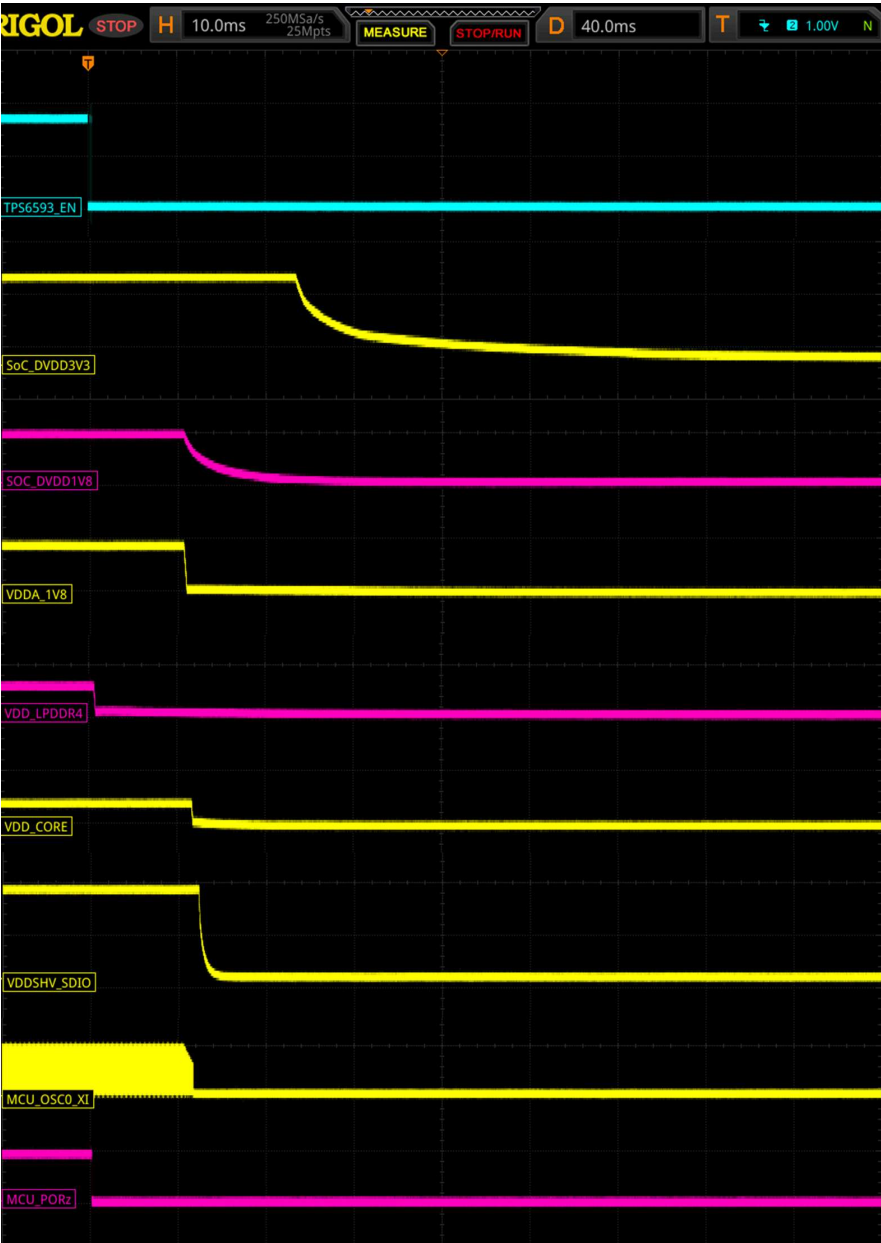 RIGOL STOP H 10.0ms 250MSa/s 25Mpts MEASURE STOP/RUN D 40.0ms T 2 1.00V N
T
TPS6593_EN
SoC_DVDD3V3
SOC_DVDD1V8
VDDA_1V8
VDD_LPDDR4
VDD_CORE
VDDSHV_SDIO
MCU_OSC0_XI
MCU_PORz